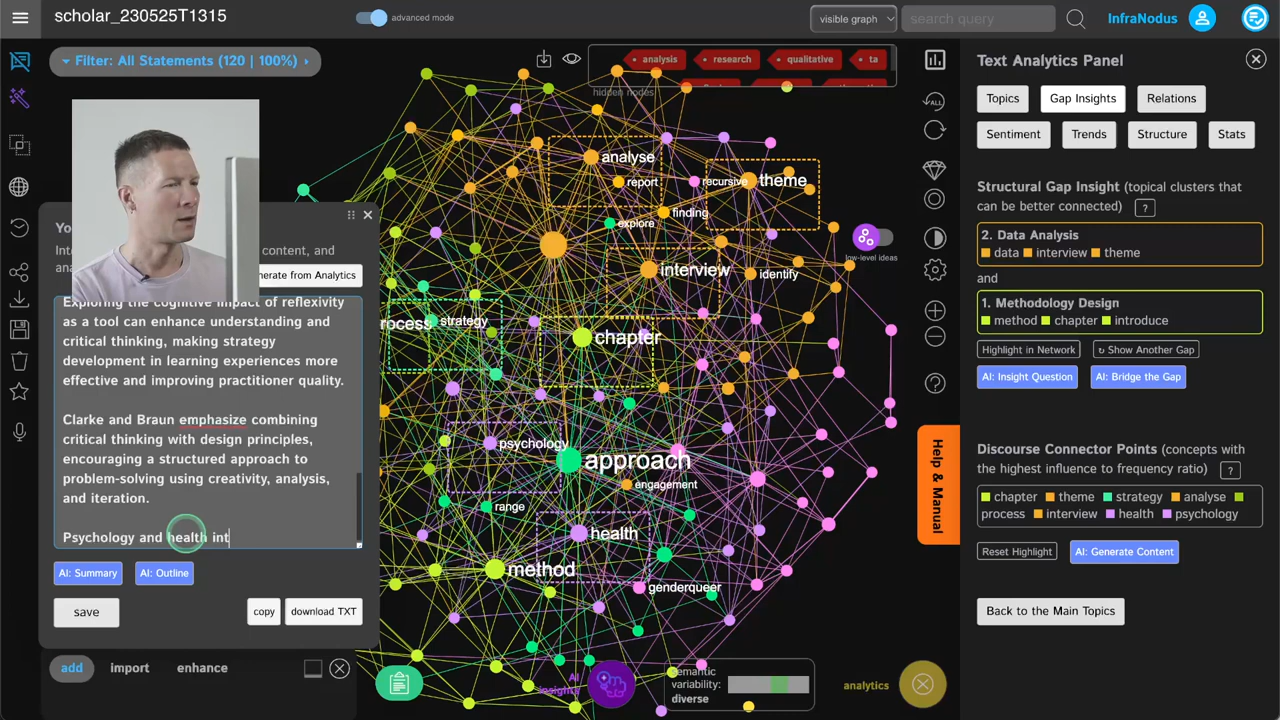 scholar_230525T1315
advanced mode
visible graph
search query
InfraNodus
Filter: All Statements (120 | 100%)
analysis
research
qualitative
ta
hidden nodes
analyse
report
recursive
theme
finding
explore
interview
identify
low-level ideas
strategy
chapter
psychology
approach
engagement
range
health
method
genderqueer
content, and
enerate from Analytics
Exploring the cognitive impact of reflexivity
as a tool can enhance understanding and
critical thinking, making strategy
development in learning experiences more
effective and improving practitioner quality.
Clarke and Braun emphasize combining
critical thinking with design principles,
encouraging a structured approach to
problem-solving using creativity, analysis,
and iteration.
Psychology and health int
AI: Summary
AI: Outline
save
copy
download TXT
add
import
enhance
AI
insights
semantic
variability:
diverse
analytics
Help & Manual
Text Analytics Panel
Topics
Gap Insights
Relations
Sentiment
Trends
Structure
Stats
Structural Gap Insight (topical clusters that
can be better connected) ?
2. Data Analysis
data interview theme
and
1. Methodology Design
method chapter introduce
Highlight in Network
↻ Show Another Gap
AI: Insight Question
AI: Bridge the Gap
Discourse Connector Points (concepts with
the highest influence to frequency ratio) ?
chapter theme strategy analyse
process interview health psychology
Reset Highlight
AI: Generate Content
Back to the Main Topics